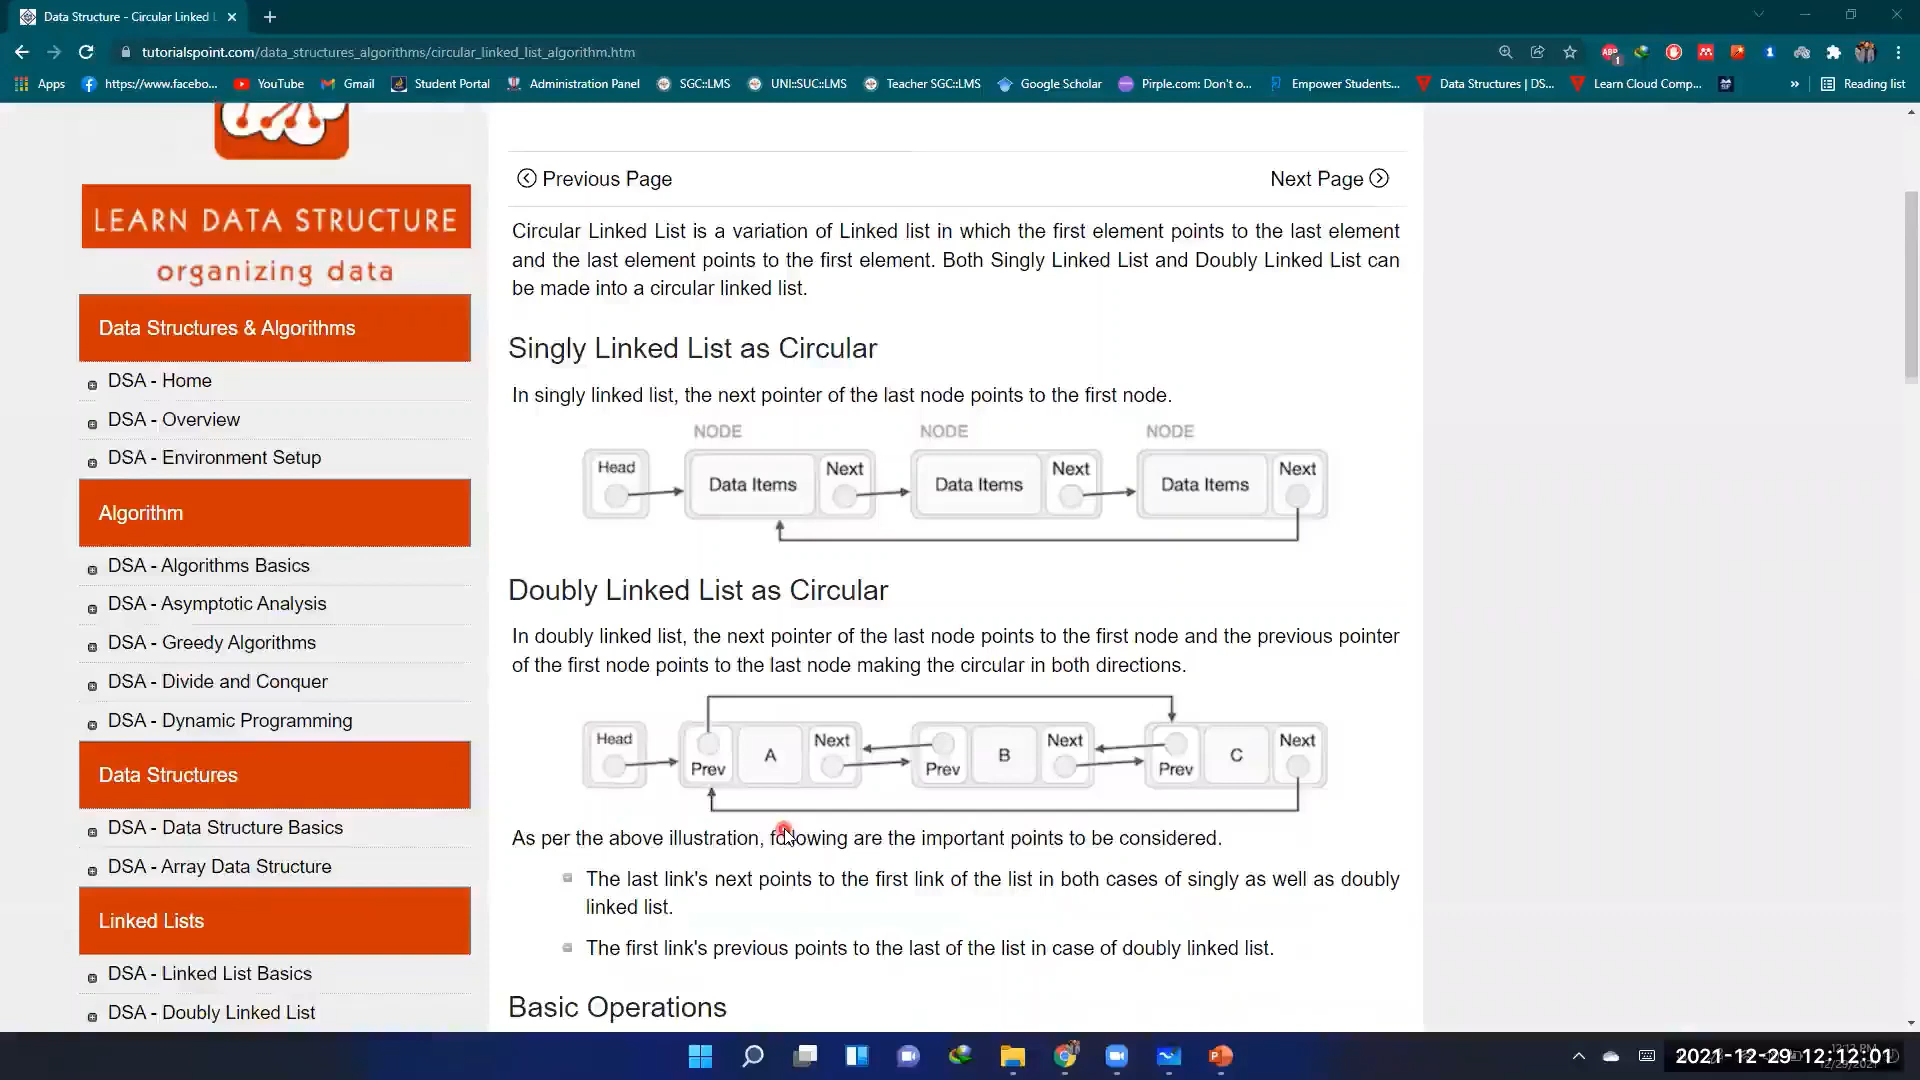 Data Structure - Circular Linked L
tutorialspoint.com/data_structures_algorithms/circular_linked_list_algorithm.htm
Apps https://www.facebo... YouTube Gmail Student Portal Administration Panel SGC::LMS UNI::SUC::LMS Teacher SGC::LMS Google Scholar Pirple.com: Don't o... Empower Students... Data Structures | DS... Learn Cloud Comp... » Reading list
LEARN DATA STRUCTURE
organizing data
Data Structures & Algorithms
DSA - Home
DSA - Overview
DSA - Environment Setup
Algorithm
DSA - Algorithms Basics
DSA - Asymptotic Analysis
DSA - Greedy Algorithms
DSA - Divide and Conquer
DSA - Dynamic Programming
Data Structures
DSA - Data Structure Basics
DSA - Array Data Structure
Linked Lists
DSA - Linked List Basics
DSA - Doubly Linked List
Previous Page Next Page
Circular Linked List is a variation of Linked list in which the first element points to the last element
and the last element points to the first element. Both Singly Linked List and Doubly Linked List can
be made into a circular linked list.
Singly Linked List as Circular
In singly linked list, the next pointer of the last node points to the first node.
NODE NODE NODE
Head Next Next Next
Data Items Data Items Data Items
Doubly Linked List as Circular
In doubly linked list, the next pointer of the last node points to the first node and the previous pointer
of the first node points to the last node making the circular in both directions.
Head Next Next Next
A B C
Prev Prev Prev
As per the above illustration, following are the important points to be considered.
The last link's next points to the first link of the list in both cases of singly as well as doubly
linked list.
The first link's previous points to the last of the list in case of doubly linked list.
Basic Operations
2021-12-29 12:12:01